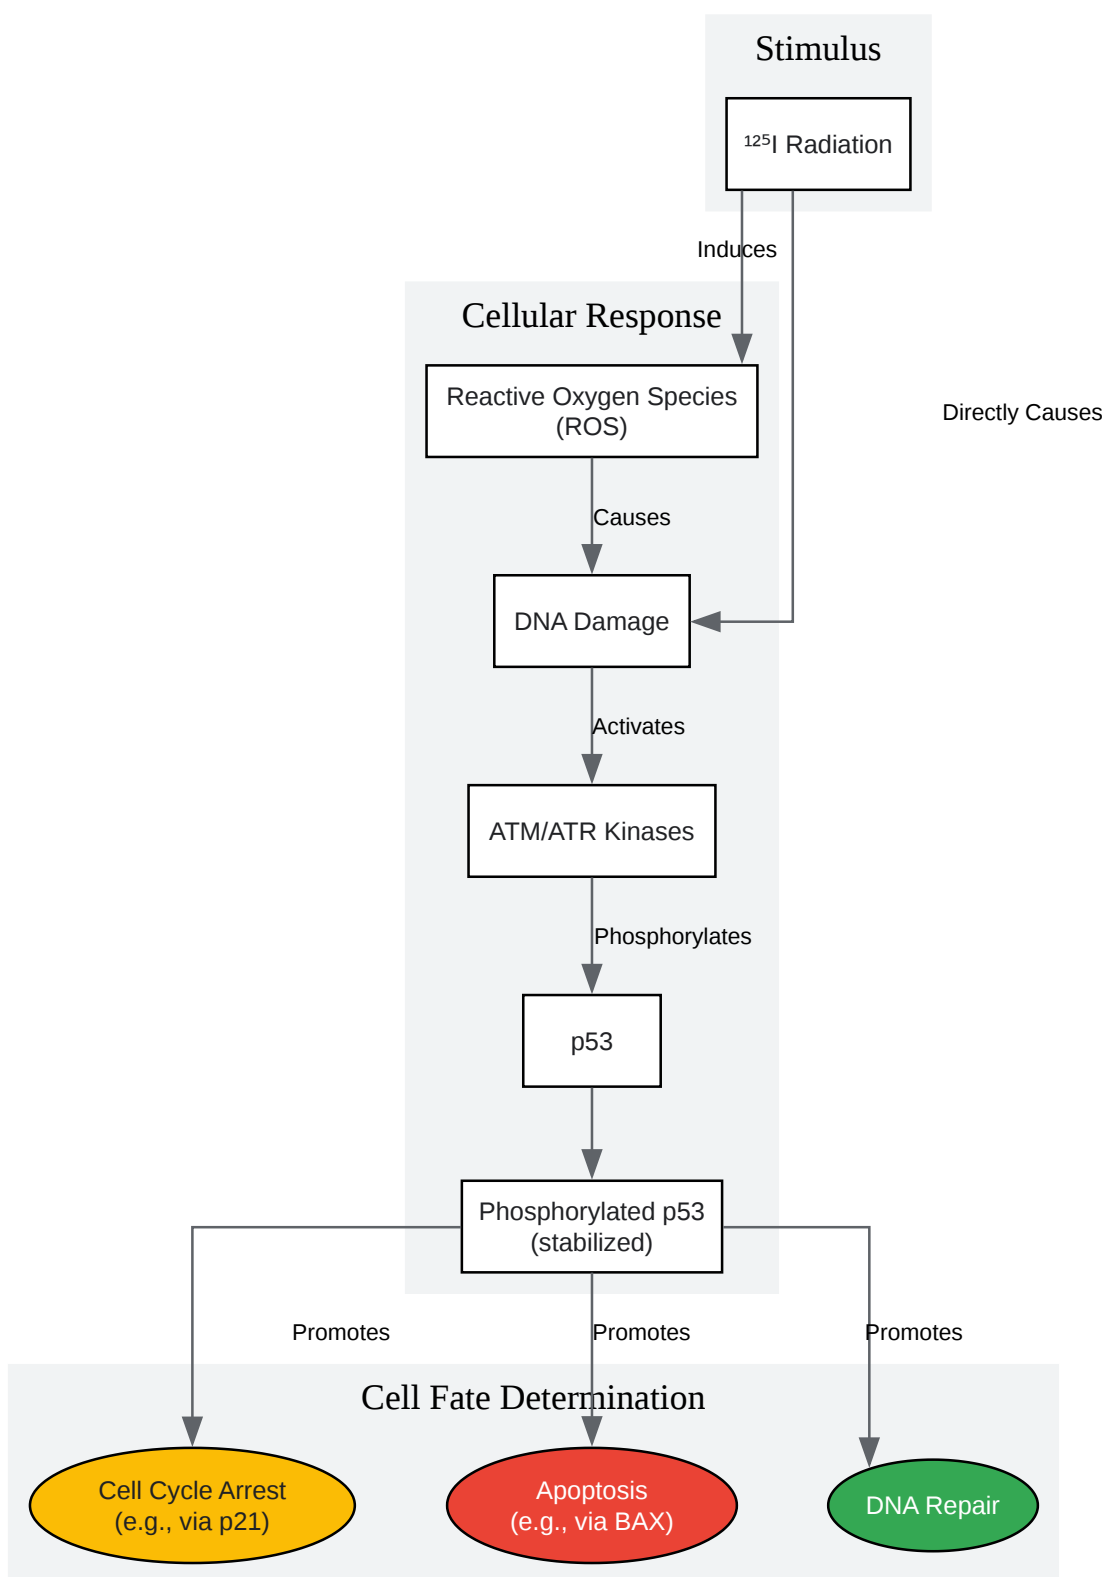 Stimulus
¹²⁵I Radiation
Induces
Cellular Response
Reactive Oxygen Species
(ROS)
Directly Causes
Causes
DNA Damage
Activates
ATM/ATR Kinases
Phosphorylates
p53
Phosphorylated p53
(stabilized)
Promotes
Promotes
Promotes
Cell Fate Determination
Cell Cycle Arrest
(e.g., via p21)
Apoptosis
(e.g., via BAX)
DNA Repair